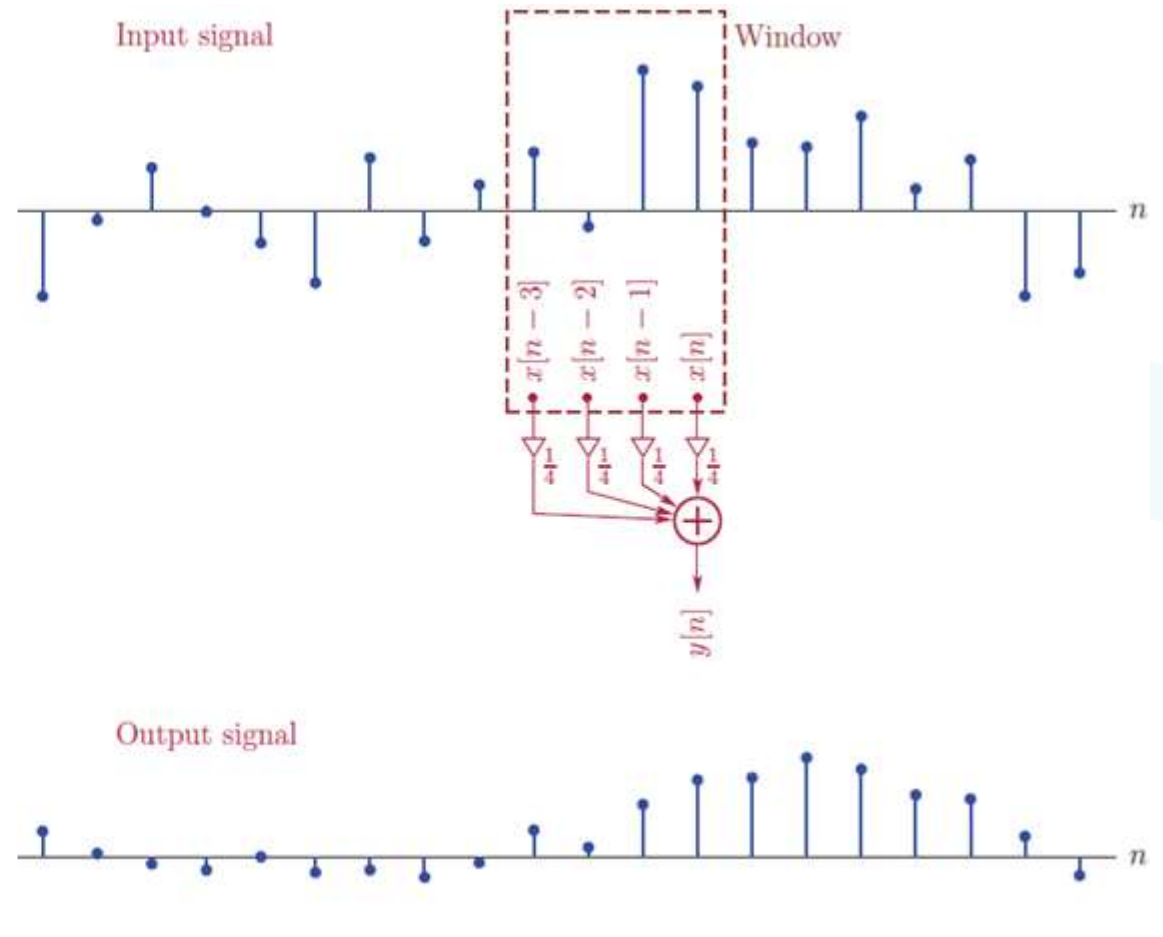 Input signal
Window
n
x[n − 3]
x[n − 2]
x[n − 1]
x[n]
1/4
1/4
1/4
1/4
+
y[n]
Output signal
n